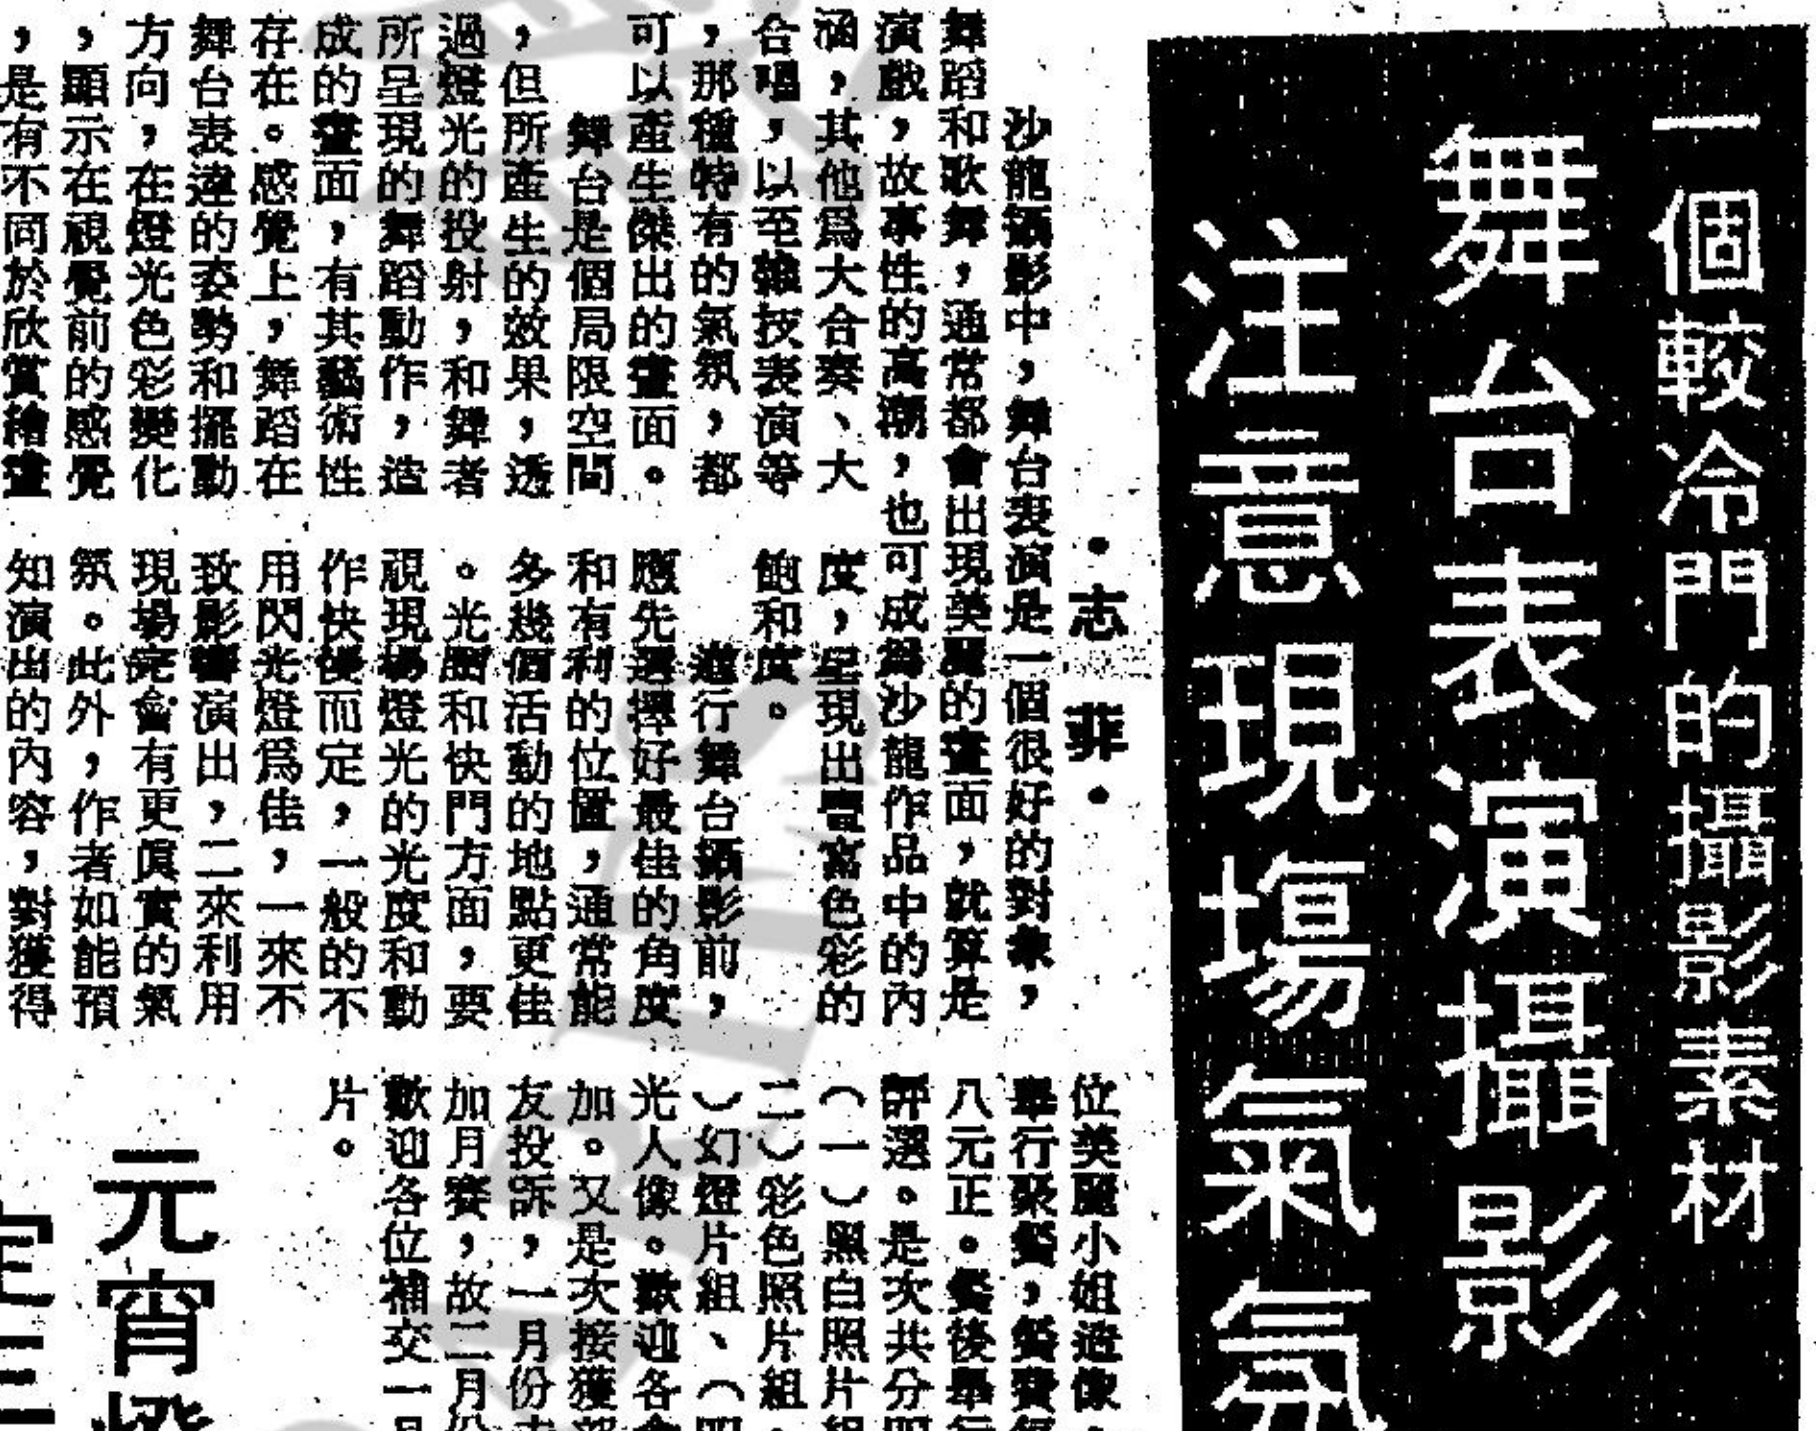 一個較冷門的攝影素材
舞台表演攝影
注意現場氣氛
•志菲•
沙龍攝影中，舞台表演是一個很好的對象，
舞蹈和歌舞，通常都會出現美麗的畫面，就算是
演戲，故事性的高潮，也可成爲沙龍作品中的內
涵，其他爲大合奏、大
合唱，以至雜技表演等
，那種特有的氣氛，都
可以產生傑出的畫面。
舞台是個局限空間
，但所產生的效果，透
過燈光的投射，和舞者
所呈現的舞蹈動作，造
成的畫面，有其藝術性
存在。感覺上，舞蹈在
舞台表達的姿勢和擺動
方向，在燈光色彩變化
，顯示在視覺前的感覺
，是有不同於欣賞繪畫
度，呈現出豐富色彩的
飽和度。
進行舞台攝影前，
應先選擇好最佳的角度
和有利的位置，通常能
多幾個活動的地點更佳
。光圈和快門方面，要
視現場燈光的光度和動
作快慢而定，一般的不
用閃光燈爲佳，一來不
致影響演出，二來利用
現場完會有更眞實的氣
氛。此外，作者如能預
知演出的內容，對獲得
位美麗小姐造像，
舉行聚餐，餐費每
八元正。餐後舉行
評選。是次共分四
（一）黑白照片組
二）彩色照片組、
）幻燈片組、（四
光人像。歡迎各會
加。又是次接獲部
友投訴，一月份未
加月賽，故二月份
歡迎各位補交一月
片。
元宵燈